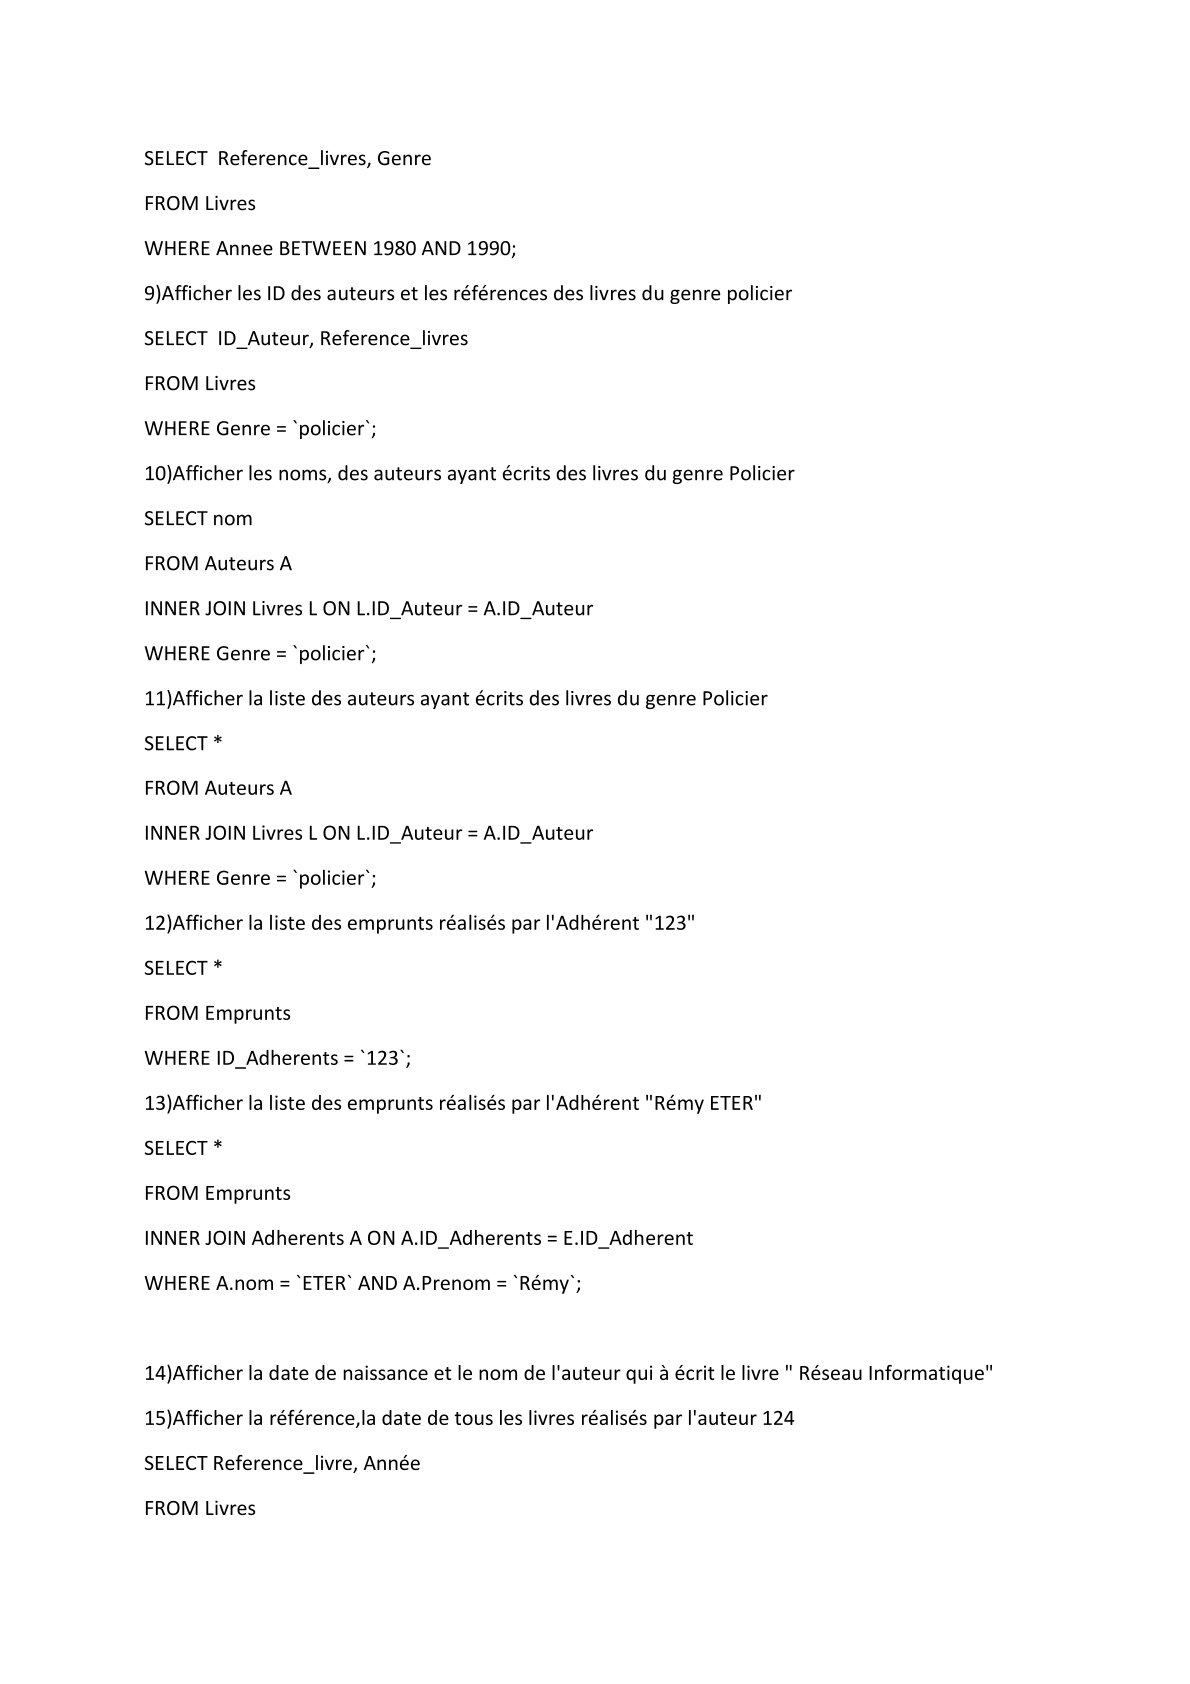 SELECT  Reference_livres, Genre
FROM Livres
WHERE Annee BETWEEN 1980 AND 1990;
9)Afficher les ID des auteurs et les références des livres du genre policier
SELECT  ID_Auteur, Reference_livres
FROM Livres
WHERE Genre = `policier`;
10)Afficher les noms, des auteurs ayant écrits des livres du genre Policier
SELECT nom
FROM Auteurs A
INNER JOIN Livres L ON L.ID_Auteur = A.ID_Auteur
WHERE Genre = `policier`;
11)Afficher la liste des auteurs ayant écrits des livres du genre Policier
SELECT *
FROM Auteurs A
INNER JOIN Livres L ON L.ID_Auteur = A.ID_Auteur
WHERE Genre = `policier`;
12)Afficher la liste des emprunts réalisés par l'Adhérent "123"
SELECT *
FROM Emprunts
WHERE ID_Adherents = `123`;
13)Afficher la liste des emprunts réalisés par l'Adhérent "Rémy ETER"
SELECT *
FROM Emprunts
INNER JOIN Adherents A ON A.ID_Adherents = E.ID_Adherent
WHERE A.nom = `ETER` AND A.Prenom = `Rémy`;
14)Afficher la date de naissance et le nom de l'auteur qui à écrit le livre " Réseau Informatique"
15)Afficher la référence,la date de tous les livres réalisés par l'auteur 124
SELECT Reference_livre, Année
FROM Livres